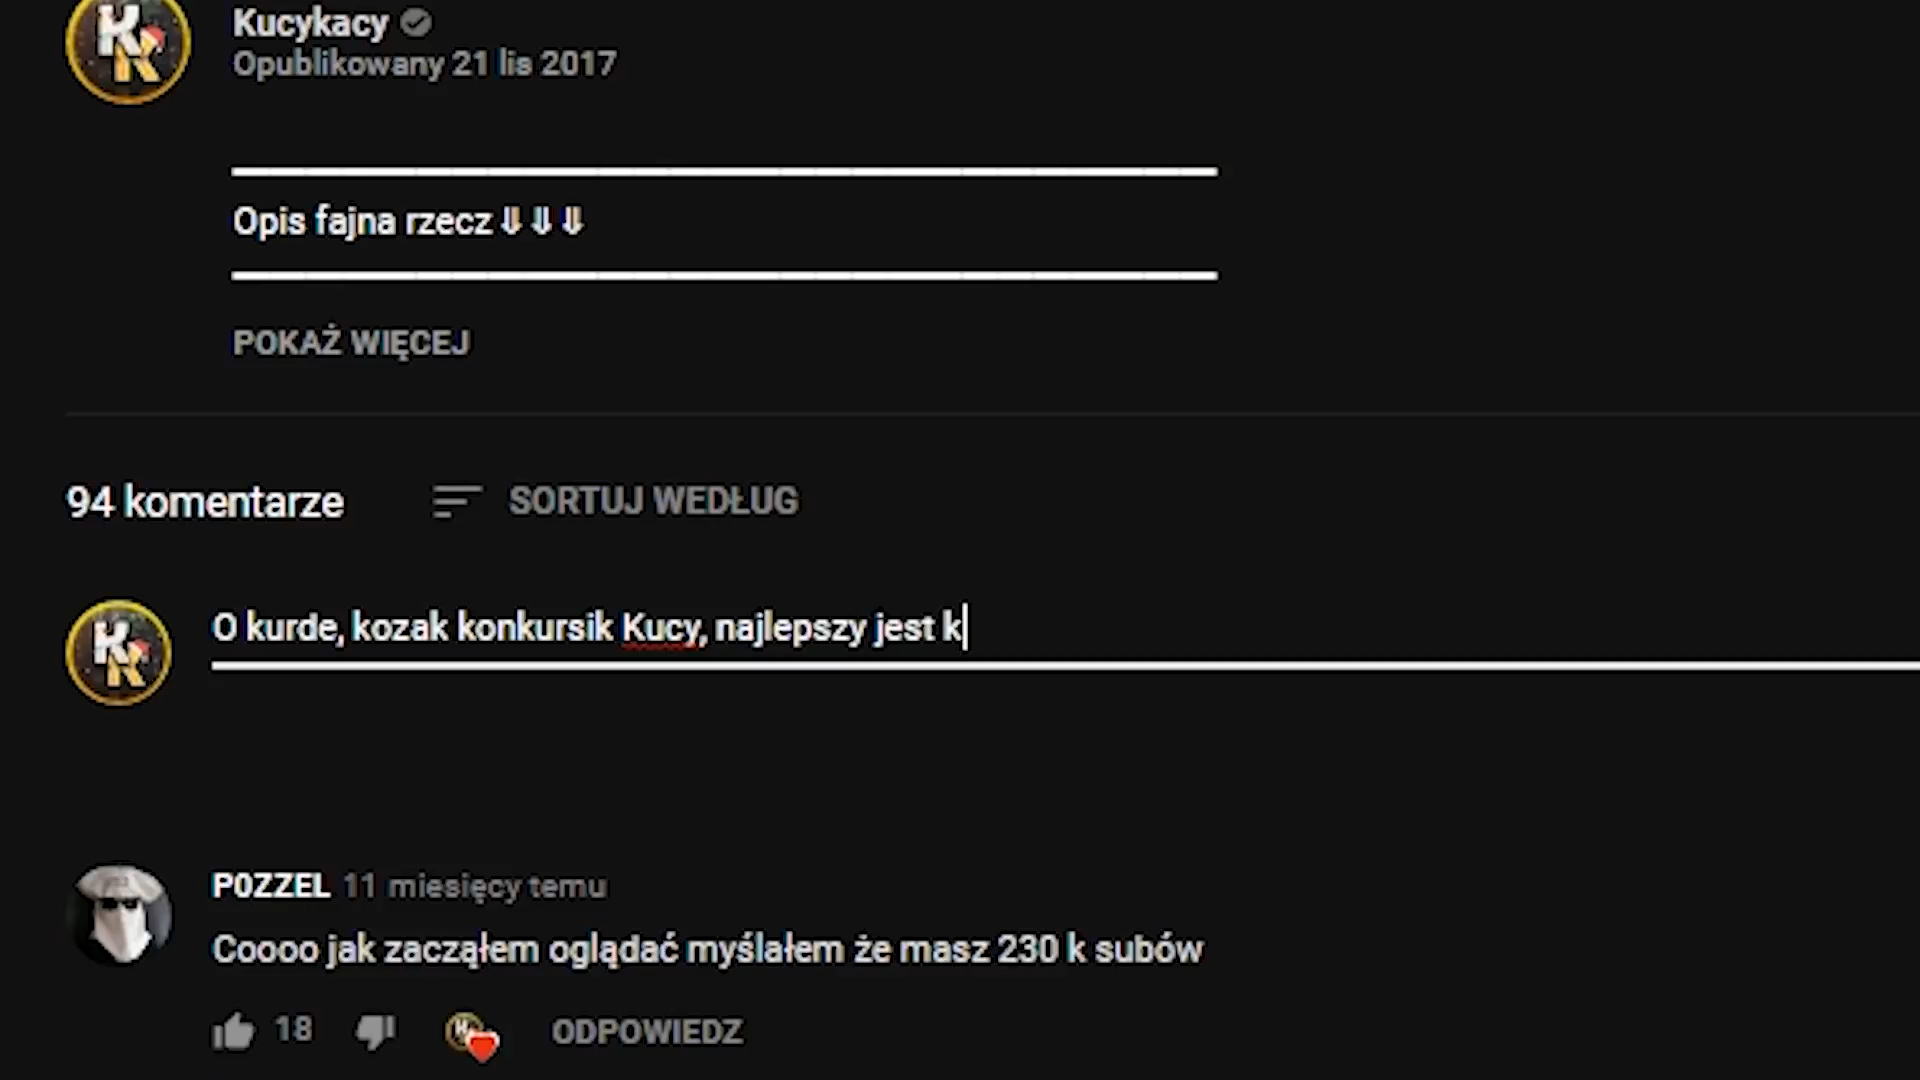 Kucykacy
Opublikowany 21 lis 2017
Opis fajna rzecz ⇓ ⇓ ⇓
POKAŻ WIĘCEJ
94 komentarze SORTUJ WEDŁUG
O kurde, kozak konkursik Kucy, najlepszy jest k
P0ZZEL 11 miesięcy temu
Coooo jak zacząłem oglądać myślałem że masz 230 k subów
18 ODPOWIEDZ